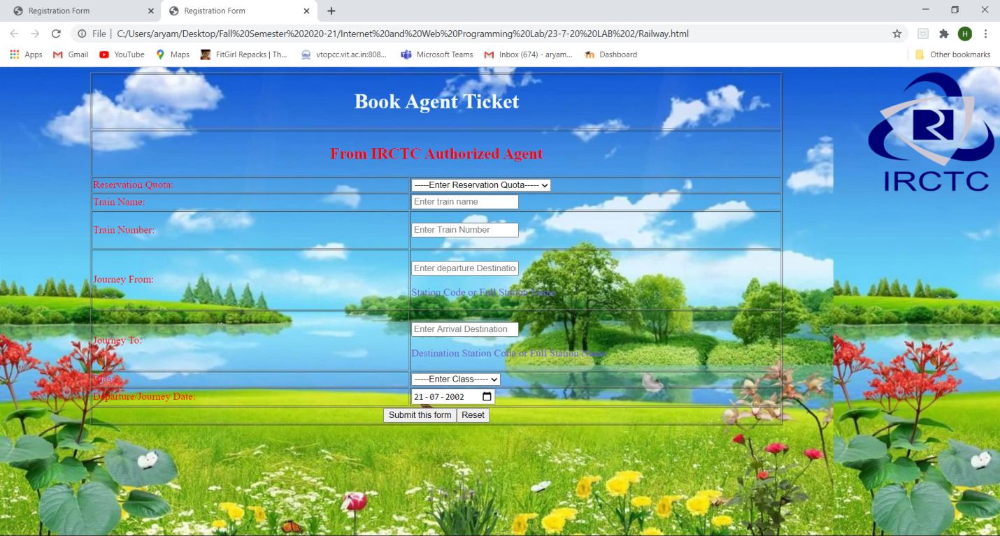 Registration Form
Registration Form
File | C:/Users/aryam/Desktop/Fall%20Semester%202020-21/Internet%20and%20Web%20Programming%20Lab/23-7-20%20LAB%202/Railway.html
H
Apps Gmail YouTube Maps FitGirl Repacks | Th... vtopcc.vit.ac.in:808... Microsoft Teams Inbox (674) - aryam... Dashboard Other bookmarks
Book Agent Ticket
IRCTC
From IRCTC Authorized Agent
Reservation Quota: -----Enter Reservation Quota-----
Train Name: Enter train name
Train Number: Enter Train Number
Journey From: Enter departure Destination
Station Code or Full Station Name
Journey To: Enter Arrival Destination
Destination Station Code or Full Station Name
Class: -----Enter Class-----
Departure/Journey Date: 21-07-2002
Submit this form Reset